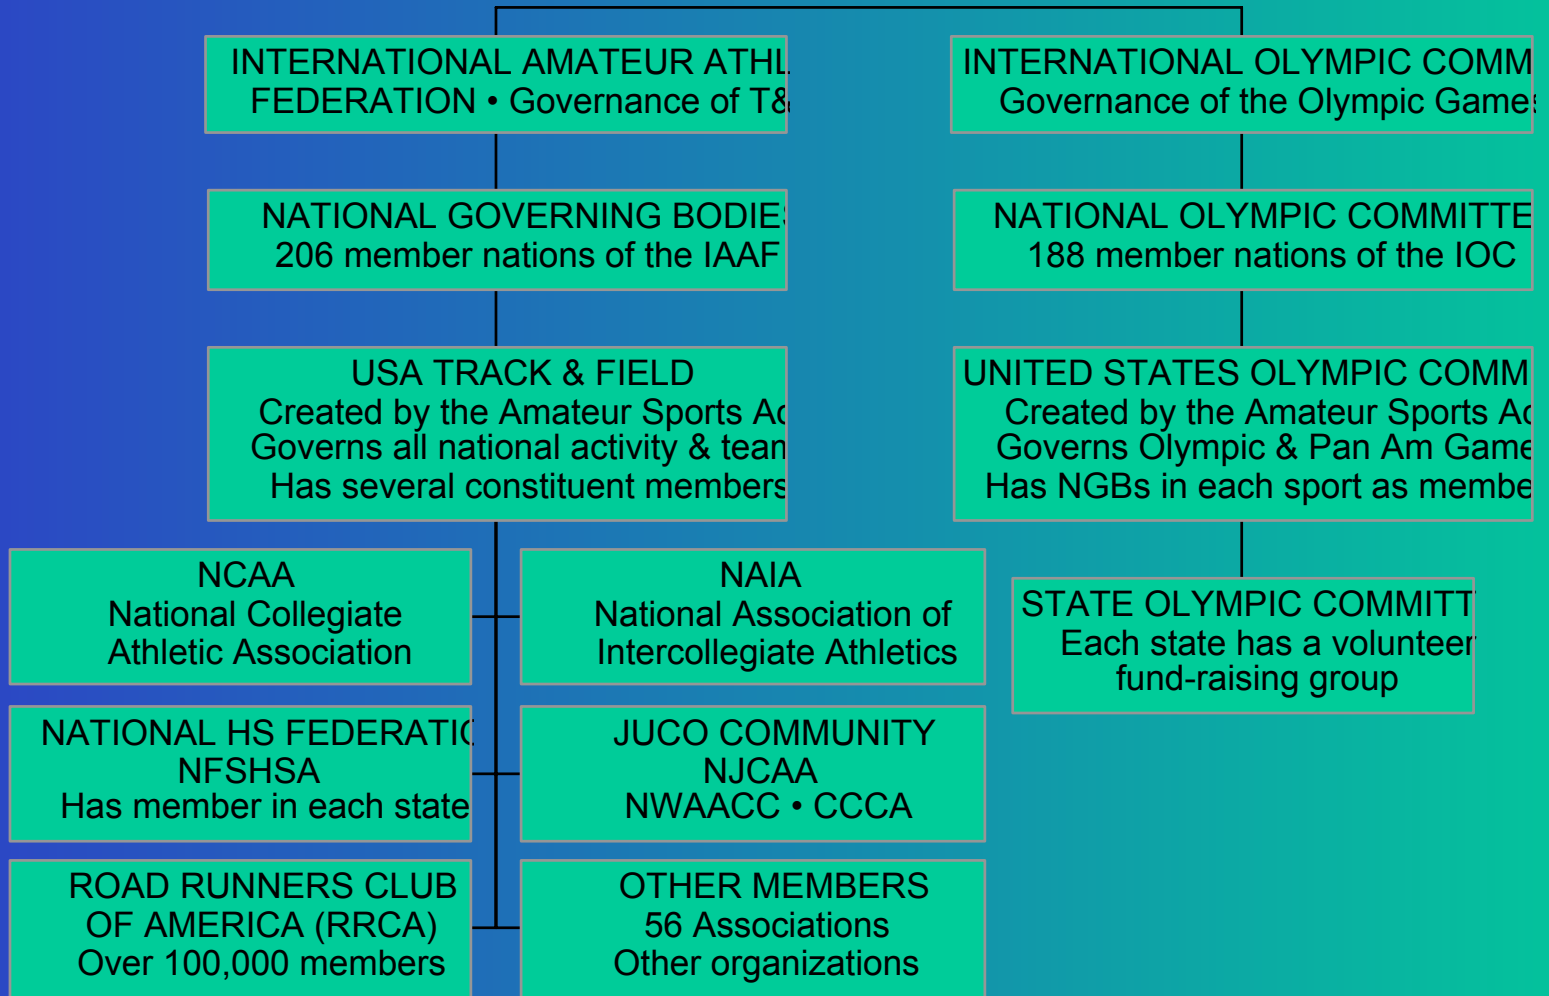 INTERNATIONAL AMATEUR ATHL
FEDERATION • Governance of T&
INTERNATIONAL OLYMPIC COMM
Governance of the Olympic Games
NATIONAL GOVERNING BODIES
206 member nations of the IAAF
NATIONAL OLYMPIC COMMITTE
188 member nations of the IOC
USA TRACK & FIELD
Created by the Amateur Sports Ac
Governs all national activity & team
Has several constituent members
UNITED STATES OLYMPIC COMM
Created by the Amateur Sports Ac
Governs Olympic & Pan Am Game
Has NGBs in each sport as membe
NCAA
National Collegiate
Athletic Association
NAIA
National Association of
Intercollegiate Athletics
STATE OLYMPIC COMMITT
Each state has a volunteer
fund-raising group
NATIONAL HS FEDERATIO
NFSHSA
Has member in each state
JUCO COMMUNITY
NJCAA
NWAACC • CCCA
ROAD RUNNERS CLUB
OF AMERICA (RRCA)
Over 100,000 members
OTHER MEMBERS
56 Associations
Other organizations